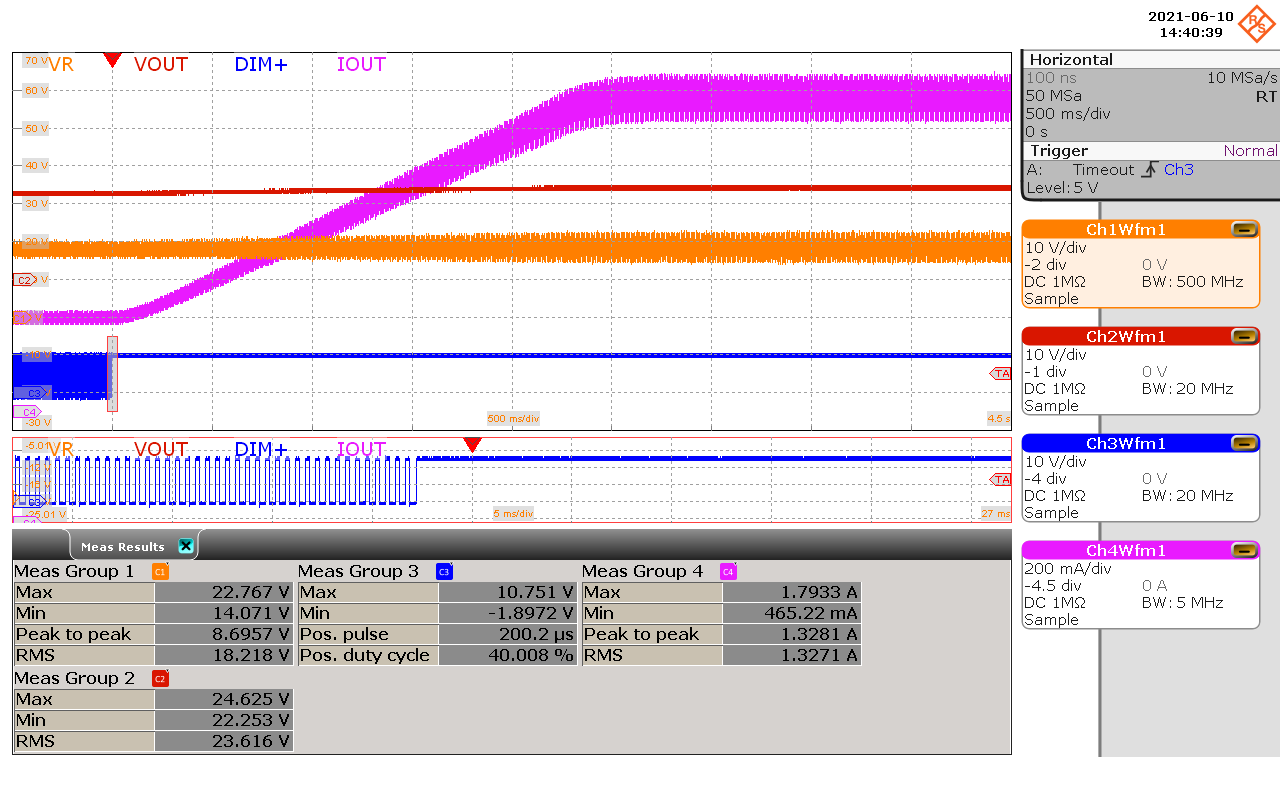 2021-06-10
14:40:39
R&S
70 V VR VOUT DIM+ IOUT
60 V
50 V
40 V
30 V
20 V
C2 0 V
-10 V
C3
C4
-30 V
500 ms/div
4.5 s
TA
-5.01 VR VOUT DIM+ IOUT
C3
TA
-25.01 V
5 ms/div
27 ms
C4
Horizontal
100 ns 10 MSa/s
50 MSa RT
500 ms/div
0 s
Trigger Normal
A: Timeout Ch3
Level: 5 V
Ch1Wfm1
10 V/div
-2 div 0 V
DC 1MΩ BW: 500 MHz
Sample
Ch2Wfm1
10 V/div
-1 div 0 V
DC 1MΩ BW: 20 MHz
Sample
Ch3Wfm1
10 V/div
-4 div 0 V
DC 1MΩ BW: 20 MHz
Sample
Ch4Wfm1
200 mA/div
-4.5 div 0 A
DC 1MΩ BW: 5 MHz
Sample
Meas Results
Meas Group 1 C1
Max 22.767 V
Min 14.071 V
Peak to peak 8.6957 V
RMS 18.218 V
Meas Group 2 C2
Max 24.625 V
Min 22.253 V
RMS 23.616 V
Meas Group 3 C3
Max 10.751 V
Min -1.8972 V
Pos. pulse 200.2 µs
Pos. duty cycle 40.008 %
Meas Group 4 C4
Max 1.7933 A
Min 465.22 mA
Peak to peak 1.3281 A
RMS 1.3271 A